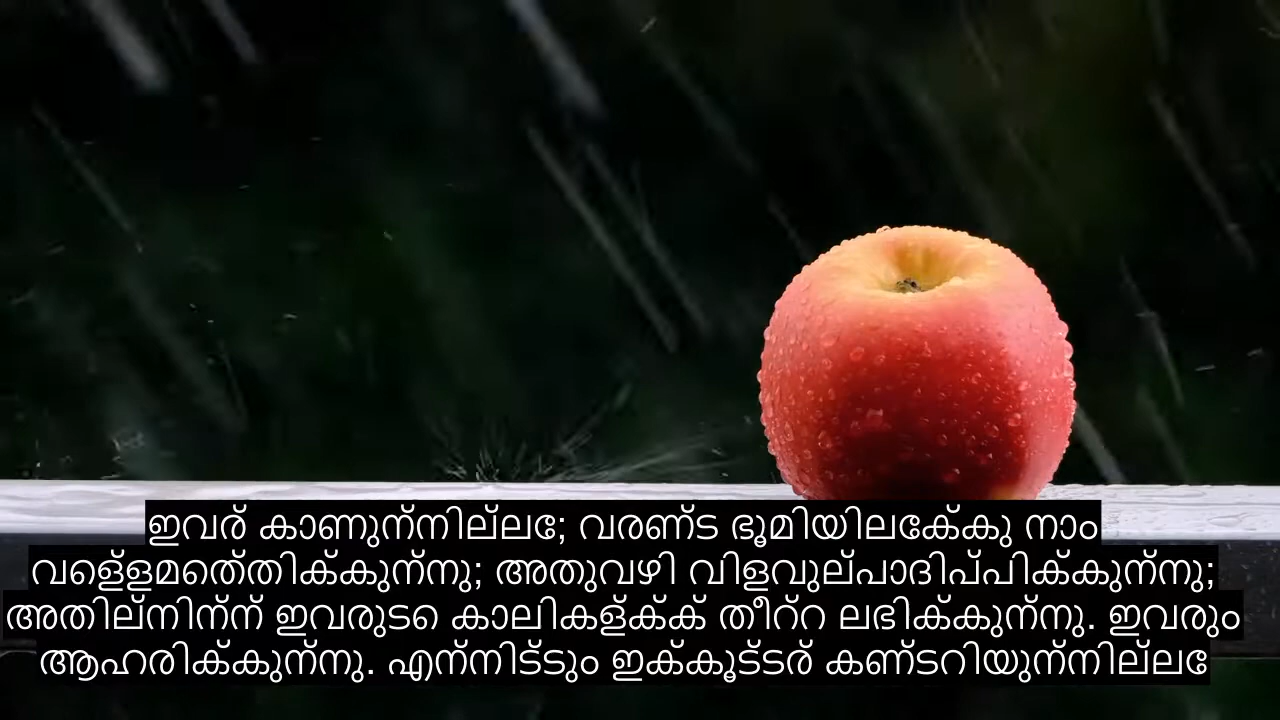 ഇവര് കാണുന്നില്ലേ; വരണ്ട ഭൂമിയിലേക്കു നാം
വെള്ളമെത്തിക്കുന്നു; അതുവഴി വിളവുല്പാദിപ്പിക്കുന്നു;
അതില്നിന്ന് ഇവരുടെ കാലികള്ക്ക് തീറ്റ ലഭിക്കുന്നു. ഇവരും
ആഹരിക്കുന്നു. എന്നിട്ടും ഇക്കൂട്ടര് കണ്ടറിയുന്നില്ലേ